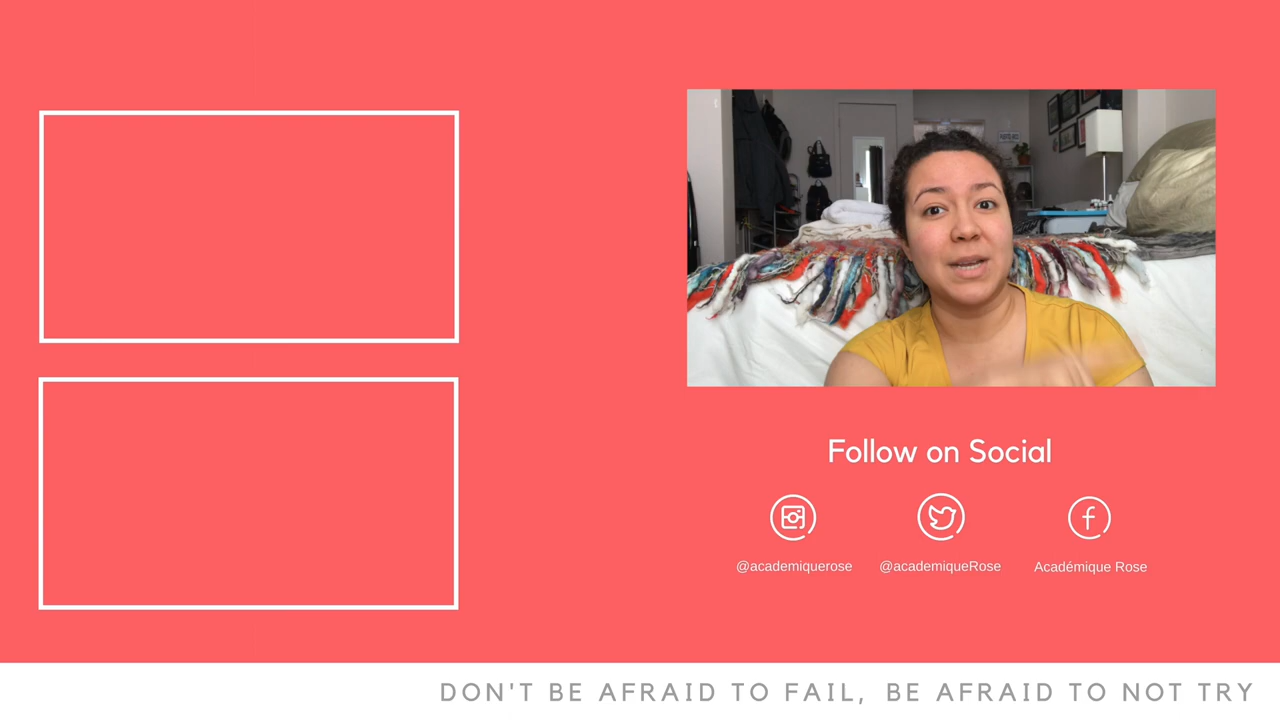 Follow on Social
@academiquerose @academiqueRose Académique Rose
DON'T BE AFRAID TO FAIL, BE AFRAID TO NOT TRY